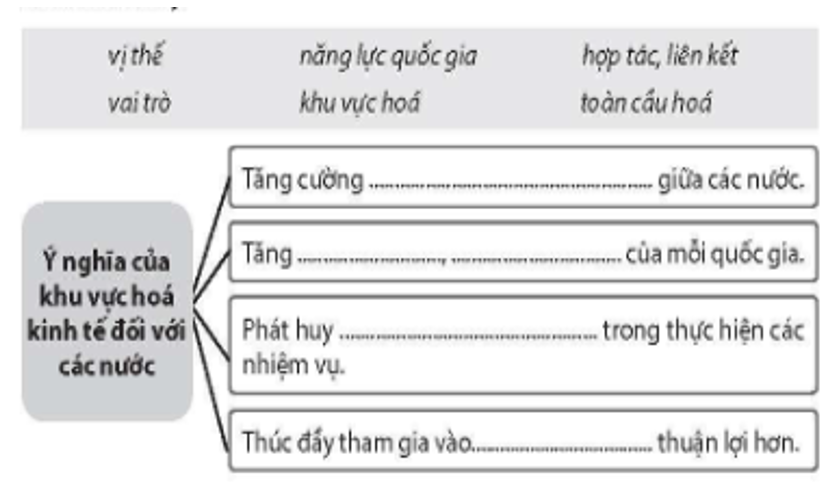 vị thế năng lực quốc gia hợp tác, liên kết
vai trò khu vực hoá toàn cầu hoá
Tăng cường ........................................ giữa các nước.
Tăng ........................, ........................ của mỗi quốc gia.
Ý nghĩa của
khu vực hoá
kinh tế đối với
các nước
Phát huy ........................................ trong thực hiện các
nhiệm vụ.
Thúc đẩy tham gia vào............................ thuận lợi hơn.